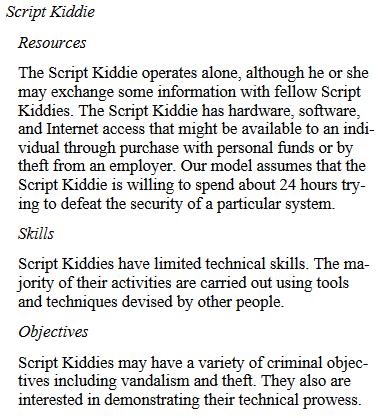 Script Kiddie
Resources
The Script Kiddie operates alone, although he or she
may exchange some information with fellow Script
Kiddies. The Script Kiddie has hardware, software,
and Internet access that might be available to an indi-
vidual through purchase with personal funds or by
theft from an employer. Our model assumes that the
Script Kiddie is willing to spend about 24 hours try-
ing to defeat the security of a particular system.
Skills
Script Kiddies have limited technical skills. The ma-
jority of their activities are carried out using tools
and techniques devised by other people.
Objectives
Script Kiddies may have a variety of criminal objec-
tives including vandalism and theft. They also are
interested in demonstrating their technical prowess.